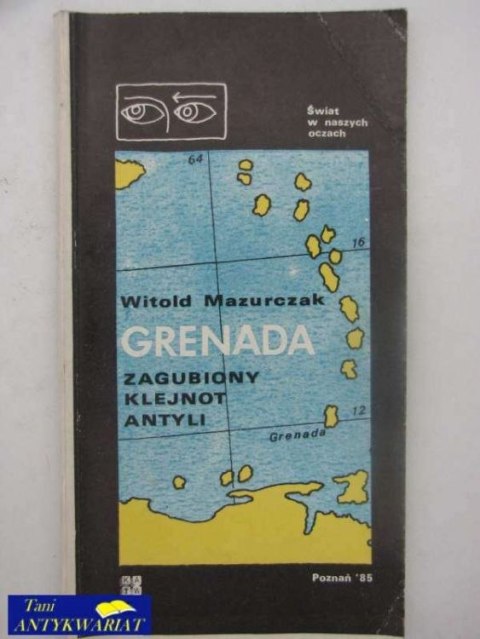 Świat
w naszych
oczach
64
16
Witold Mazurczak
GRENADA
ZAGUBIONY
KLEJNOT
ANTYLI
12
Grenada
Poznań '85
Tani
ANTYKWARIAT